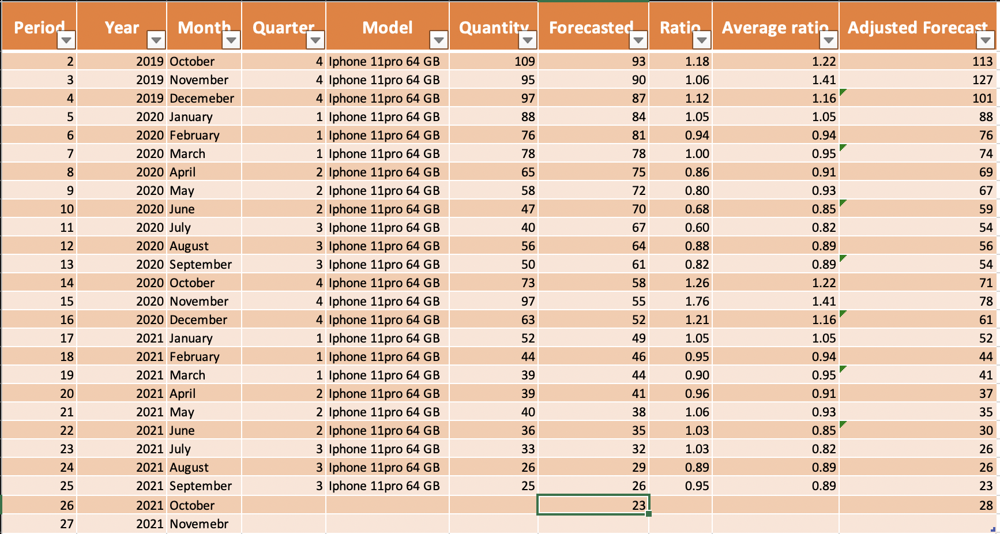 Period Year Month Quarter Model Quantity Forecasted Ratio Average ratio Adjusted Forecast
2 2019 October 4 Iphone 11pro 64 GB 109 93 1.18 1.22 113
3 2019 November 4 Iphone 11pro 64 GB 95 90 1.06 1.41 127
4 2019 Decemeber 4 Iphone 11pro 64 GB 97 87 1.12 1.16 101
5 2020 January 1 Iphone 11pro 64 GB 88 84 1.05 1.05 88
6 2020 February 1 Iphone 11pro 64 GB 76 81 0.94 0.94 76
7 2020 March 1 Iphone 11pro 64 GB 78 78 1.00 0.95 74
8 2020 April 2 Iphone 11pro 64 GB 65 75 0.86 0.91 69
9 2020 May 2 Iphone 11pro 64 GB 58 72 0.80 0.93 67
10 2020 June 2 Iphone 11pro 64 GB 47 70 0.68 0.85 59
11 2020 July 3 Iphone 11pro 64 GB 40 67 0.60 0.82 54
12 2020 August 3 Iphone 11pro 64 GB 56 64 0.88 0.89 56
13 2020 September 3 Iphone 11pro 64 GB 50 61 0.82 0.89 54
14 2020 October 4 Iphone 11pro 64 GB 73 58 1.26 1.22 71
15 2020 November 4 Iphone 11pro 64 GB 97 55 1.76 1.41 78
16 2020 December 4 Iphone 11pro 64 GB 63 52 1.21 1.16 61
17 2021 January 1 Iphone 11pro 64 GB 52 49 1.05 1.05 52
18 2021 February 1 Iphone 11pro 64 GB 44 46 0.95 0.94 44
19 2021 March 1 Iphone 11pro 64 GB 39 44 0.90 0.95 41
20 2021 April 2 Iphone 11pro 64 GB 39 41 0.96 0.91 37
21 2021 May 2 Iphone 11pro 64 GB 40 38 1.06 0.93 35
22 2021 June 2 Iphone 11pro 64 GB 36 35 1.03 0.85 30
23 2021 July 3 Iphone 11pro 64 GB 33 32 1.03 0.82 26
24 2021 August 3 Iphone 11pro 64 GB 26 29 0.89 0.89 26
25 2021 September 3 Iphone 11pro 64 GB 25 26 0.95 0.89 23
26 2021 October 23 28
27 2021 Novemebr